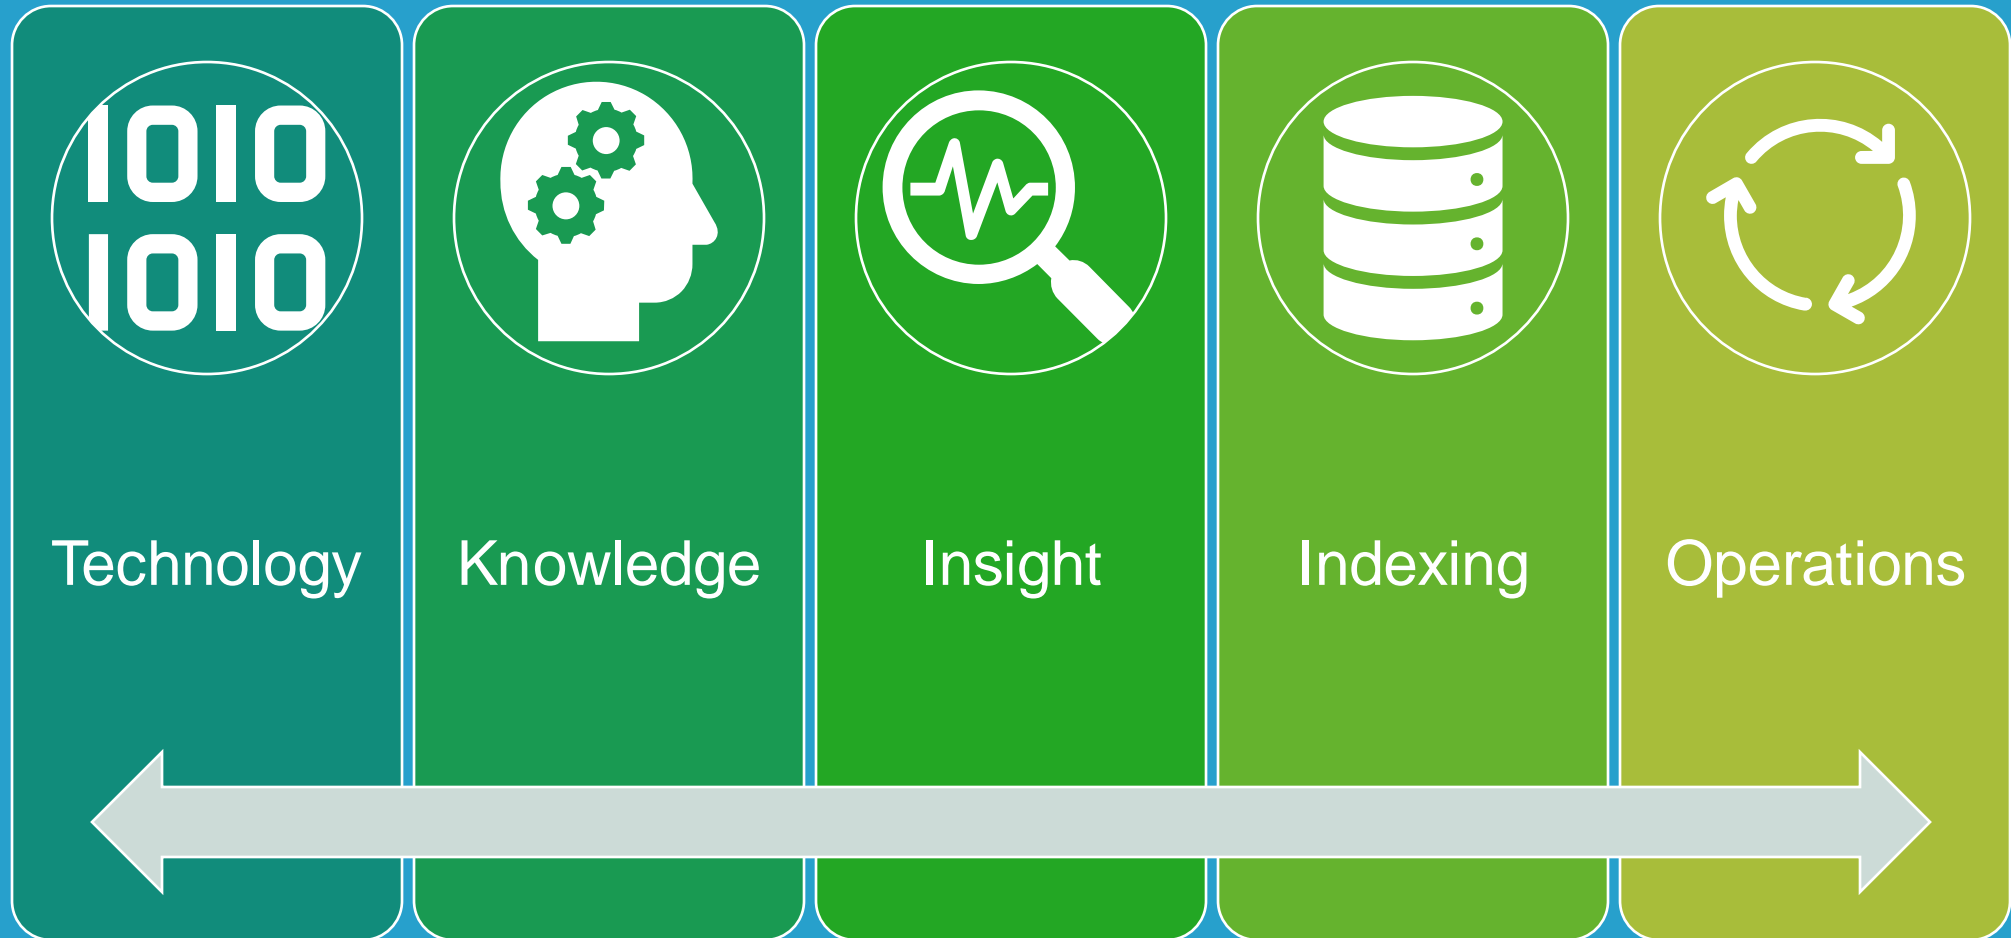 1010
1010
Technology
Knowledge
Insight
Indexing
Operations